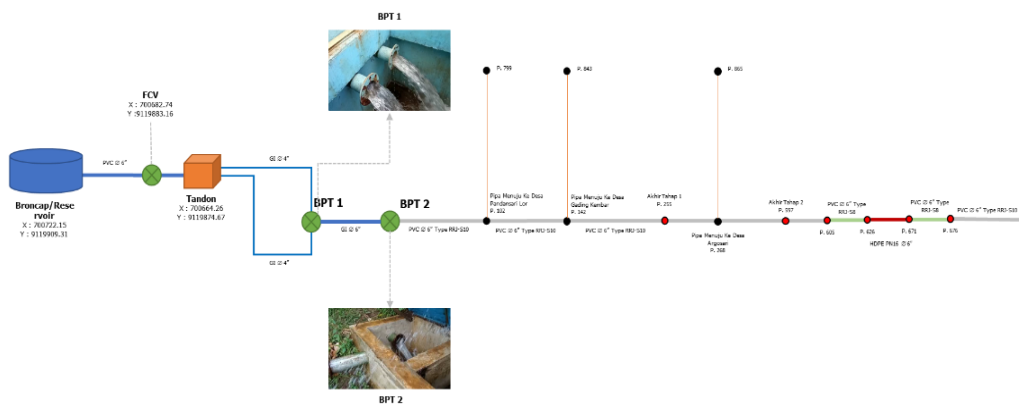 BPT 1
FCV
X : 700682.74
Y :9119883.16
PVC Ø 6"
Broncap/Rese
rvoir
X : 700722.15
Y : 9119909.31
Tandon
X : 700664.26
Y : 9119874.67
GI Ø 4"
GI Ø 4"
BPT 1
GI Ø 6"
BPT 2
PVC Ø 6" Type RRJ-S10
P. 799
Pipa Menuju Ke Desa
Pandansari Lor
P. 102
PVC Ø 6" Type RRJ-S10
P. 843
Pipa Menuju Ke Desa
Gading Kembar
P. 142
PVC Ø 6" Type RRJ-S10
Akhir Tahap 1
P. 255
P. 865
Pipa Menuju Ke Desa
Argosari
P. 268
Akhir Tahap 2
P. 597
PVC Ø 6" Type
RRJ-S8
P. 605
P. 626
HDPE PN16 Ø 6"
P. 671
PVC Ø 6" Type
RRJ-S8
P. 676
PVC Ø 6" Type RRJ-S10
BPT 2